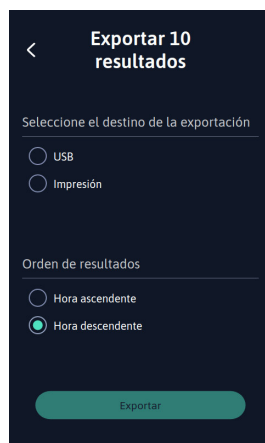 Exportar 10
resultados
Seleccione el destino de la exportación
USB
Impresión
Orden de resultados
Hora ascendente
Hora descendente
Exportar